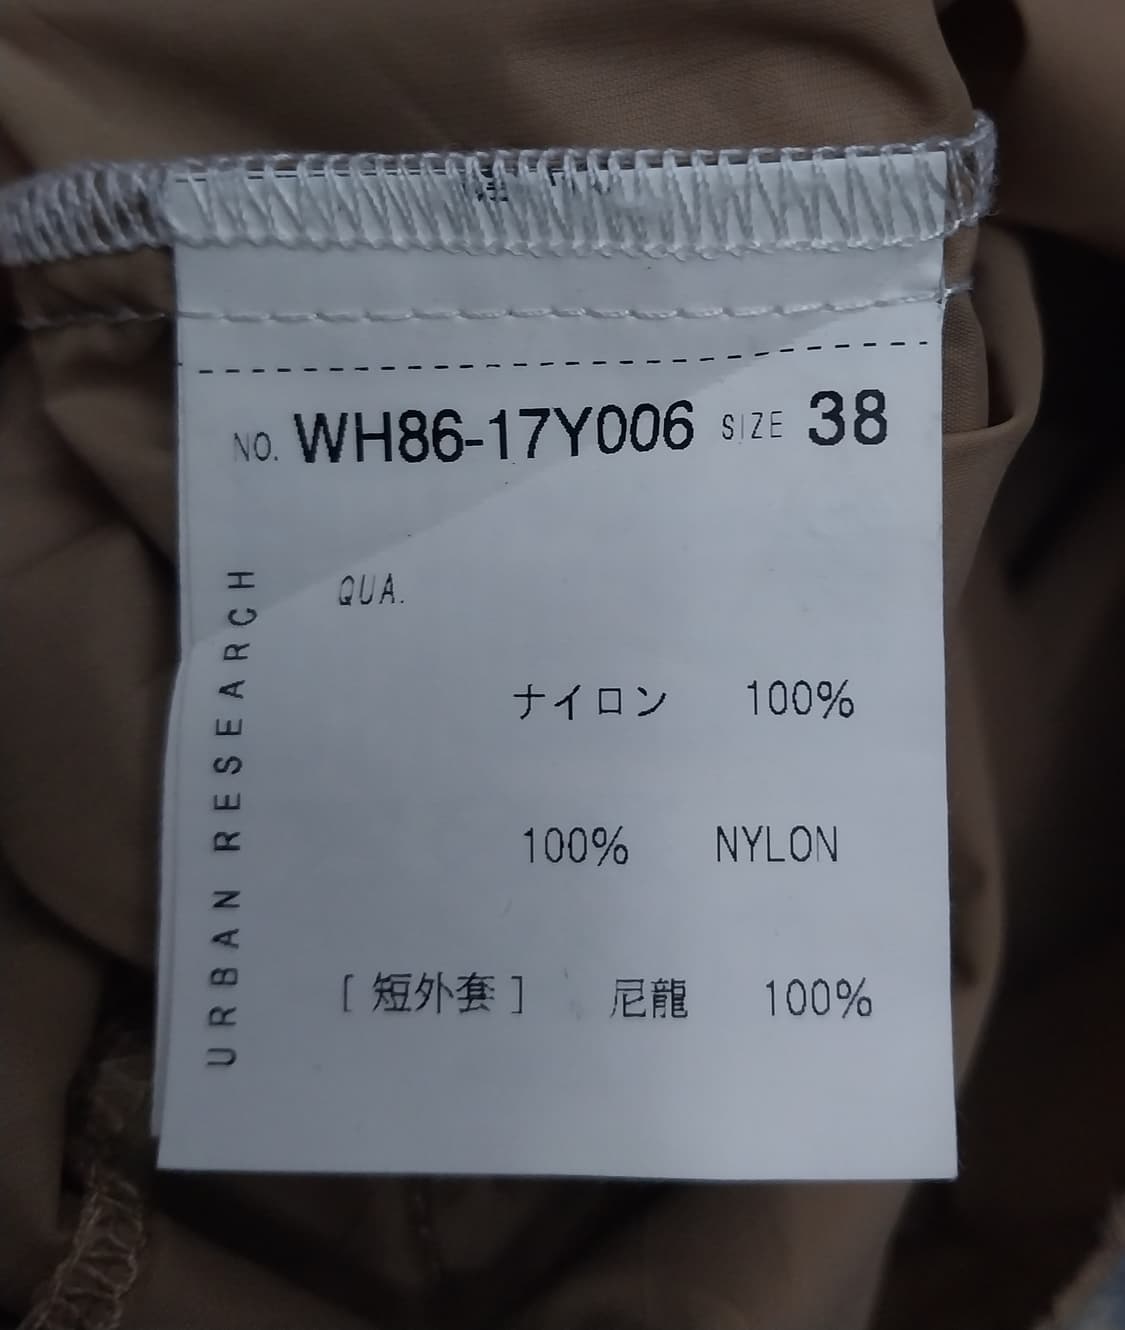 NO. WH86-17Y006 SIZE 38
QUA.
ナイロン 100%
100% NYLON
[ 短外套 ] 尼龍 100%
URBAN RESEARCH